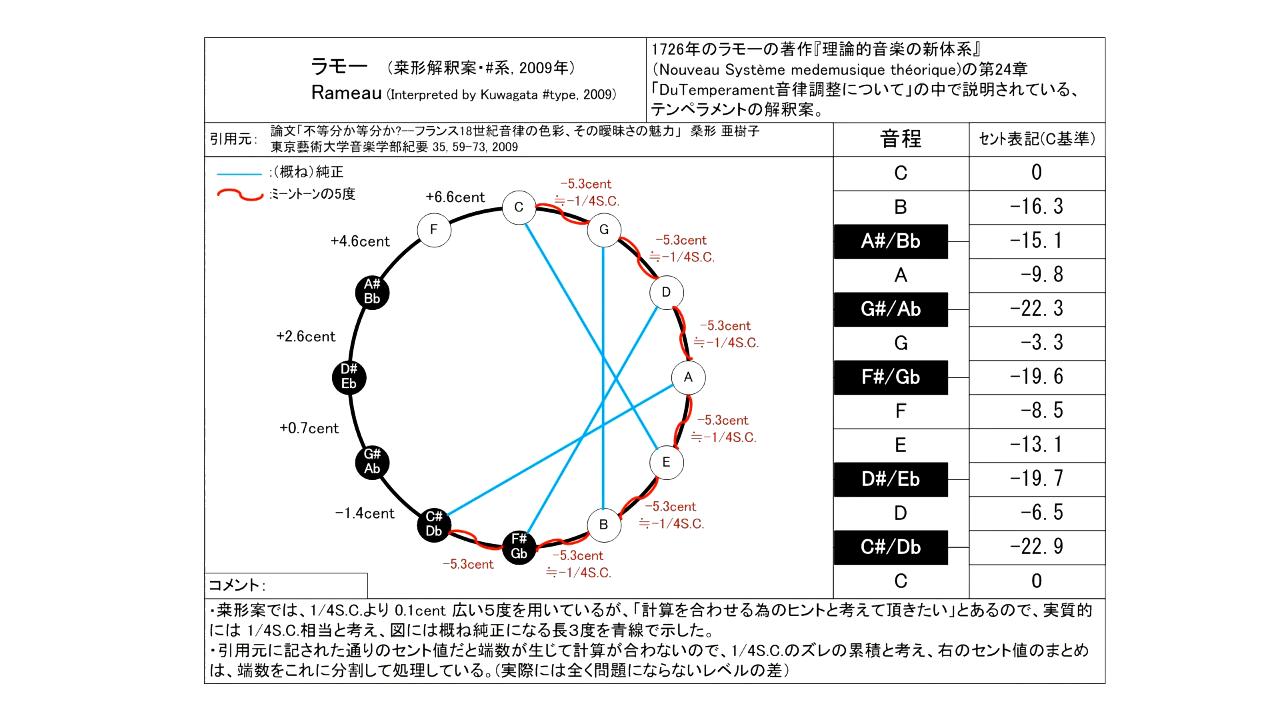 ラモー （桒形解釈案・#系, 2009年）
Rameau (Interpreted by Kuwagata #type, 2009)
1726年のラモーの著作『理論的音楽の新体系』
（Nouveau Système medemusique théorique)の第24章
「DuTemperament音律調整について」の中で説明されている、
テンペラメントの解釈案。
引用元: 論文「不等分か等分か?--フランス18世紀音律の色彩、その曖昧さの魅力」 桑形 亜樹子
東京藝術大学音楽学部紀要 35, 59-73, 2009
音程 セント表記(C基準)
:（概ね）純正
:ミーントーンの5度
C 0
B -16.3
A#/Bb -15.1
A -9.8
G#/Ab -22.3
G -3.3
F#/Gb -19.6
F -8.5
E -13.1
D#/Eb -19.7
D -6.5
C#/Db -22.9
C 0
C
-5.3cent
≒-1/4S.C.
G
-5.3cent
≒-1/4S.C.
D
-5.3cent
≒-1/4S.C.
A
-5.3cent
≒-1/4S.C.
E
-5.3cent
≒-1/4S.C.
B
-5.3cent
≒-1/4S.C.
F#
Gb
-5.3cent
C#
Db
-1.4cent
G#
Ab
+0.7cent
D#
Eb
+2.6cent
A#
Bb
+4.6cent
F
+6.6cent
コメント:
・桒形案では、1/4S.C.より 0.1cent 広い５度を用いているが、「計算を合わせる為のヒントと考えて頂きたい」とあるので、実質的
には 1/4S.C.相当と考え、図には概ね純正になる長３度を青線で示した。
・引用元に記された通りのセント値だと端数が生じて計算が合わないので、1/4S.C.のズレの累積と考え、右のセント値のまとめ
は、端数をこれに分割して処理している。（実際には全く問題にならないレベルの差）